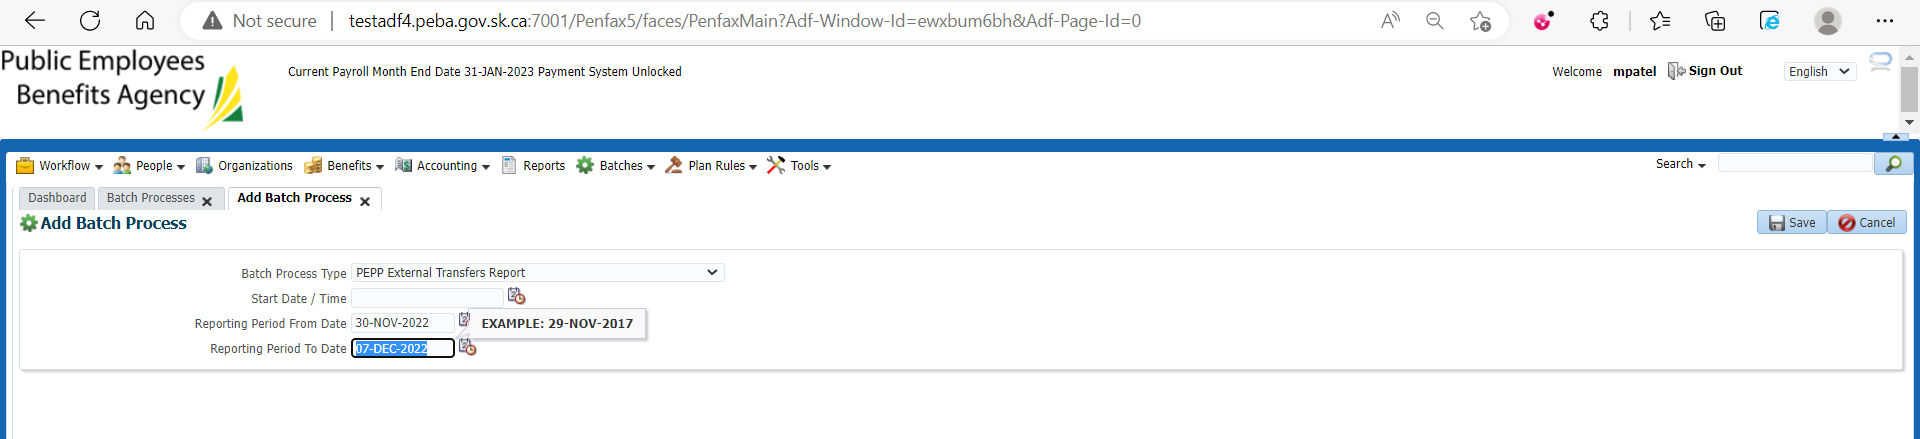 Not secure testadf4.peba.gov.sk.ca:7001/Penfax5/faces/PenfaxMain?Adf-Window-Id=ewxbum6bh&Adf-Page-Id=0
Public Employees
Benefits Agency
Current Payroll Month End Date 31-JAN-2023 Payment System Unlocked
Welcome mpatel Sign Out English
Workflow People Organizations Benefits Accounting Reports Batches Plan Rules Tools Search
Dashboard Batch Processes Add Batch Process
Add Batch Process Save Cancel
Batch Process Type PEPP External Transfers Report
Start Date / Time
Reporting Period From Date 30-NOV-2022 EXAMPLE: 29-NOV-2017
Reporting Period To Date 07-DEC-2022